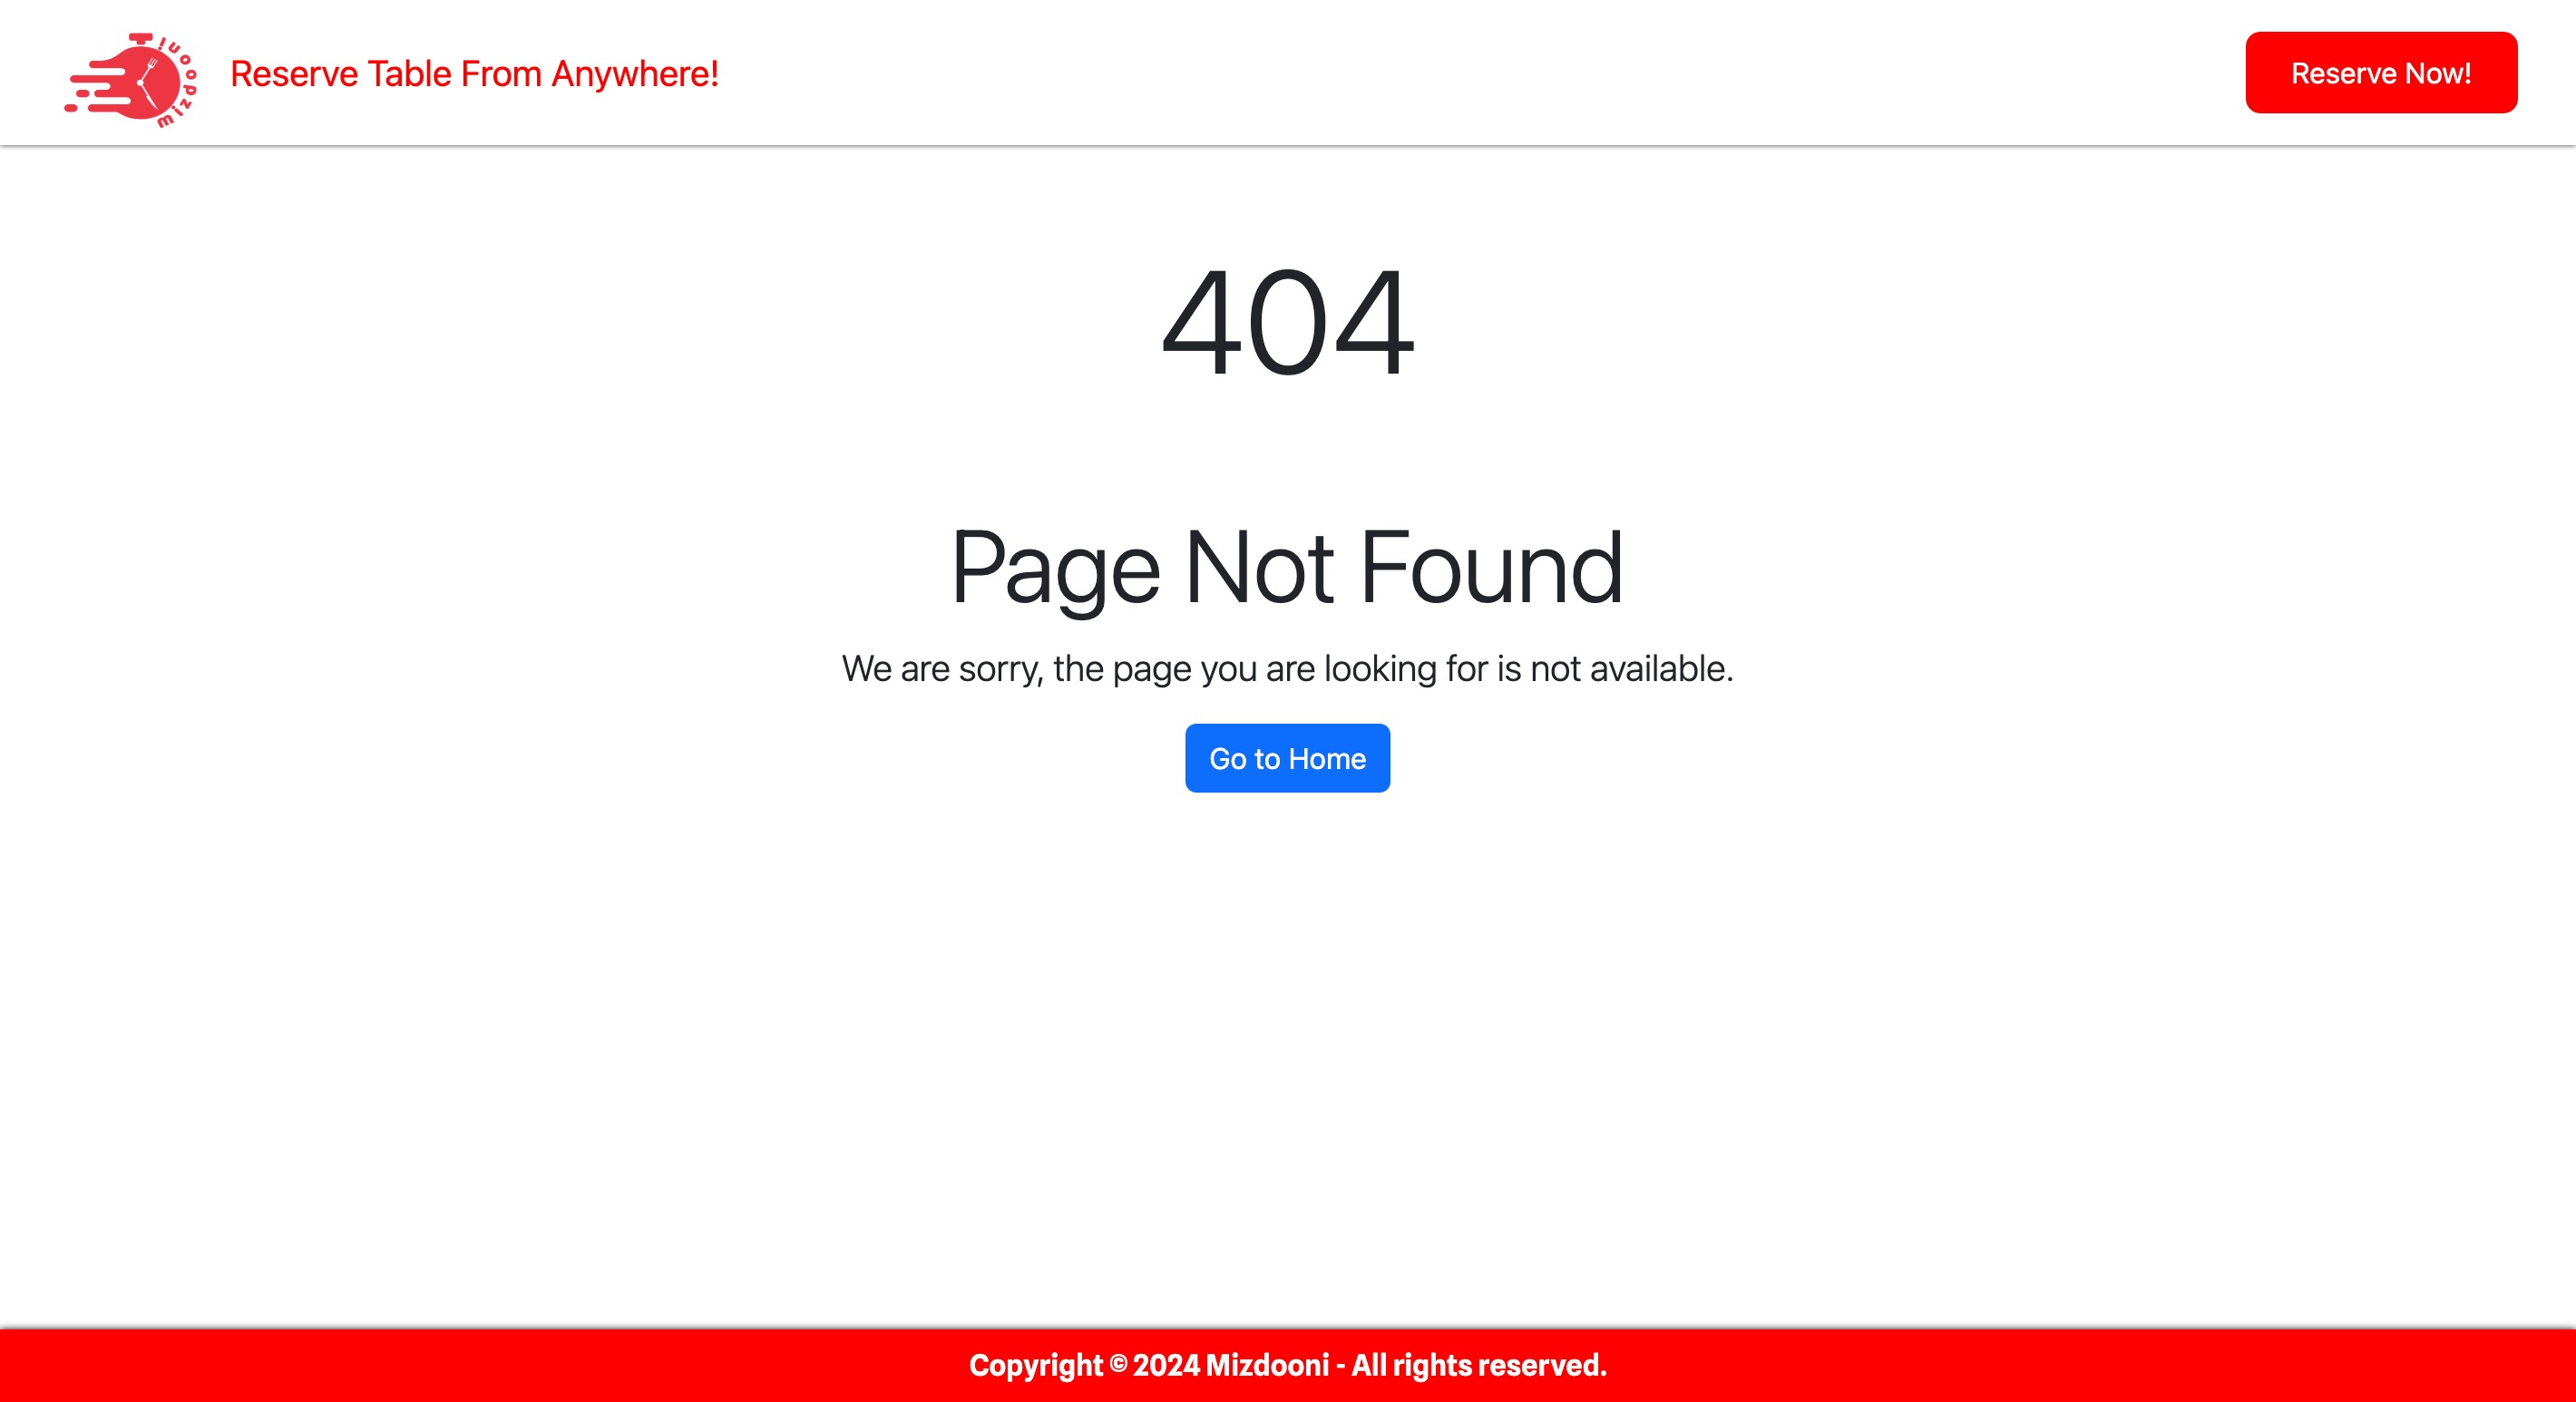 mizdooni!
Reserve Table From Anywhere!
Reserve Now!
404
Page Not Found
We are sorry, the page you are looking for is not available.
Go to Home
Copyright © 2024 Mizdooni - All rights reserved.